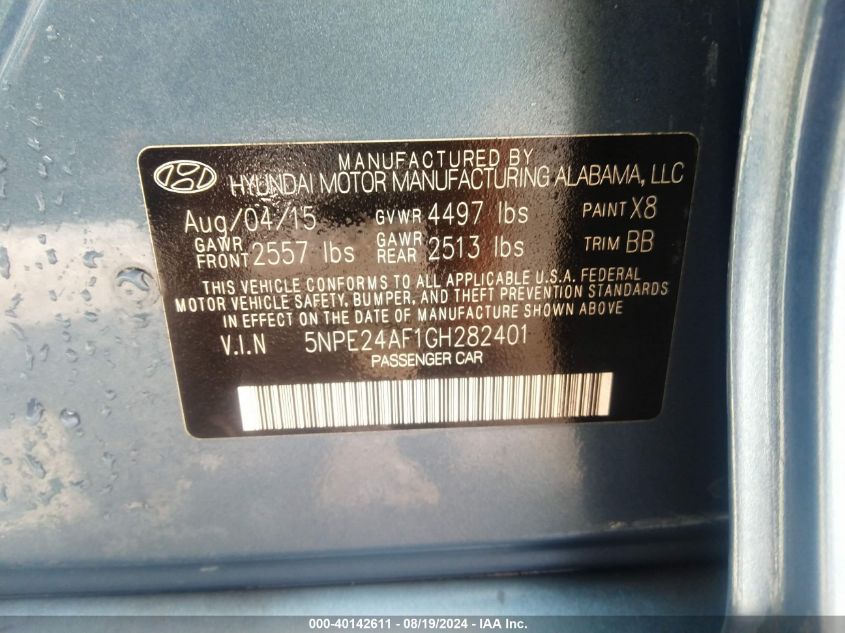 MANUFACTURED BY
HYUNDAI MOTOR MANUFACTURING ALABAMA, LLC
Aug/04/15 GVWR 4497 lbs PAINT X8
GAWR FRONT 2557 lbs GAWR REAR 2513 lbs TRIM BB
THIS VEHICLE CONFORMS TO ALL APPLICABLE U.S.A. FEDERAL
MOTOR VEHICLE SAFETY, BUMPER, AND THEFT PREVENTION STANDARDS
IN EFFECT ON THE DATE OF MANUFACTURE SHOWN ABOVE.
V.I.N 5NPE24AF1GH282401
PASSENGER CAR
000-40142611 - 08/19/2024 - IAA Inc.